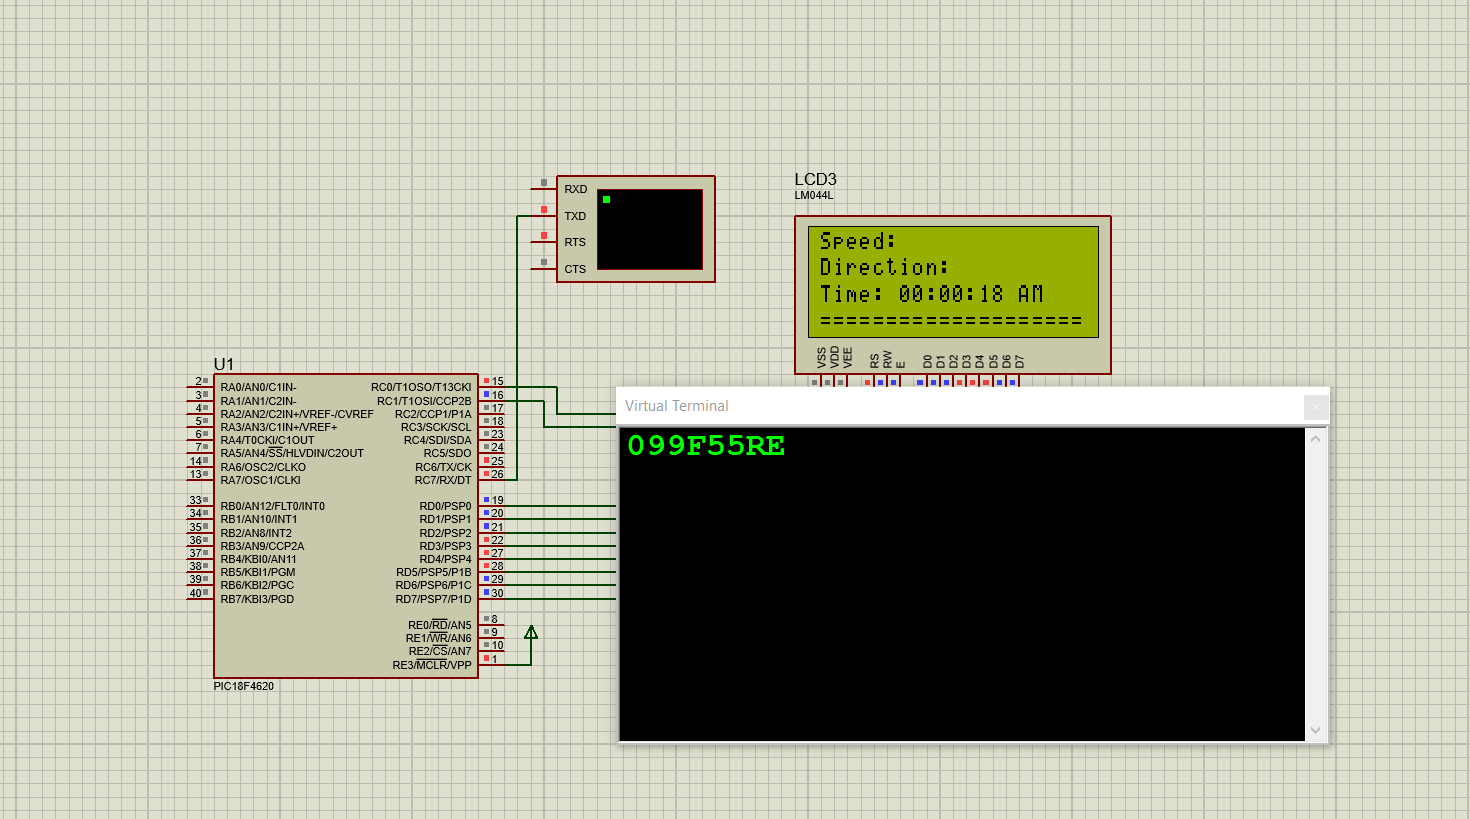 RXD
TXD
RTS
CTS
LCD3
LM044L
Speed:
Direction:
Time: 00:00:18 AM
====================
VSS
VDD
VEE
RS
RW
E
D0
D1
D2
D3
D4
D5
D6
D7
U1
2 RA0/AN0/C1IN- RC0/T1OSO/T13CKI 15
3 RA1/AN1/C2IN- RC1/T1OSI/CCP2B 16
4 RA2/AN2/C2IN+/VREF-/CVREF RC2/CCP1/P1A 17
5 RA3/AN3/C1IN+/VREF+ RC3/SCK/SCL 18
6 RA4/T0CKI/C1OUT RC4/SDI/SDA 23
7 RA5/AN4/SS/HLVDIN/C2OUT RC5/SDO 24
14 RA6/OSC2/CLKO RC6/TX/CK 25
13 RA7/OSC1/CLKI RC7/RX/DT 26
33 RB0/AN12/FLT0/INT0 RD0/PSP0 19
34 RB1/AN10/INT1 RD1/PSP1 20
35 RB2/AN8/INT2 RD2/PSP2 21
36 RB3/AN9/CCP2A RD3/PSP3 22
37 RB4/KBI0/AN11 RD4/PSP4 27
38 RB5/KBI1/PGM RD5/PSP5/P1B 28
39 RB6/KBI2/PGC RD6/PSP6/P1C 29
40 RB7/KBI3/PGD RD7/PSP7/P1D 30
RE0/RD/AN5 8
RE1/WR/AN6 9
RE2/CS/AN7 10
RE3/MCLR/VPP 1
PIC18F4620
Virtual Terminal
099F55RE